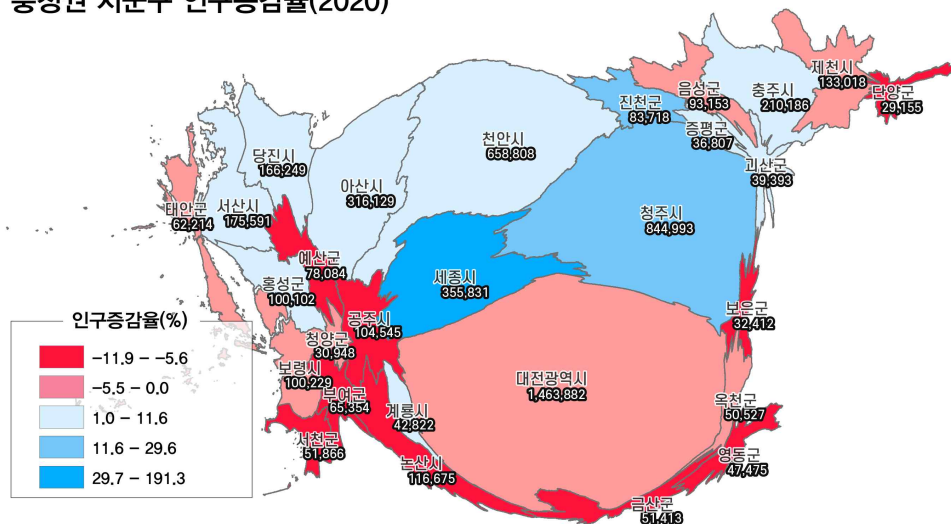 충청권 시군구 인구증감율(2020)
제천시
133,018
단양군
29,155
음성군
93,153
충주시
210,186
진천군
83,718
증평군
36,807
괴산군
39,393
천안시
658,808
당진시
166,249
아산시
316,129
서산시
175,591
태안군
62,214
청주시
844,993
예산군
78,084
세종시
355,831
홍성군
100,102
보은군
32,412
공주시
104,545
청양군
30,948
보령시
100,229
대전광역시
1,463,882
부여군
65,354
계룡시
42,822
옥천군
50,527
서천군
51,866
영동군
47,475
논산시
116,675
금산군
51,413
인구증감율(%)
-11.9 - -5.6
-5.5 - 0.0
1.0 - 11.6
11.6 - 29.6
29.7 - 191.3